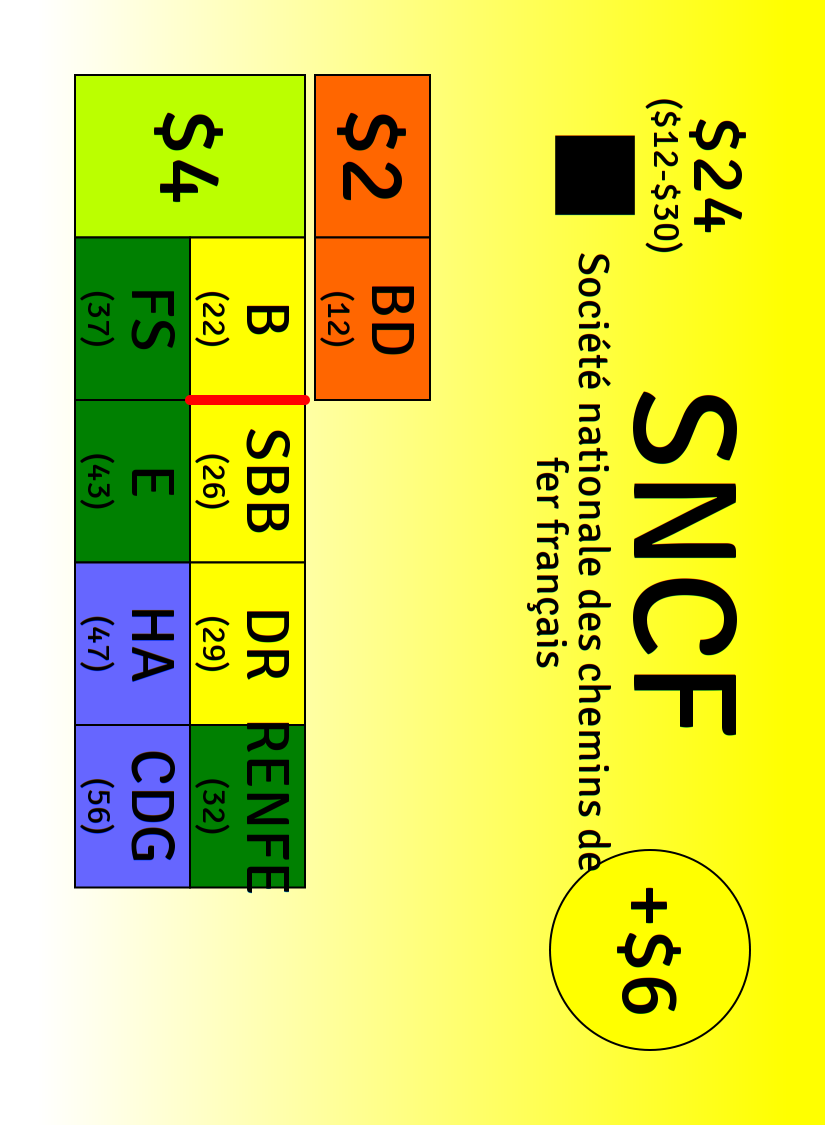 $24
($12-$30)
SNCF
Société nationale des chemins de
fer français
+$6
$2
BD
(12)
$4
B
(22)
SBB
(26)
DR
(29)
RENFE
(32)
FS
(37)
E
(43)
HA
(47)
CDG
(56)